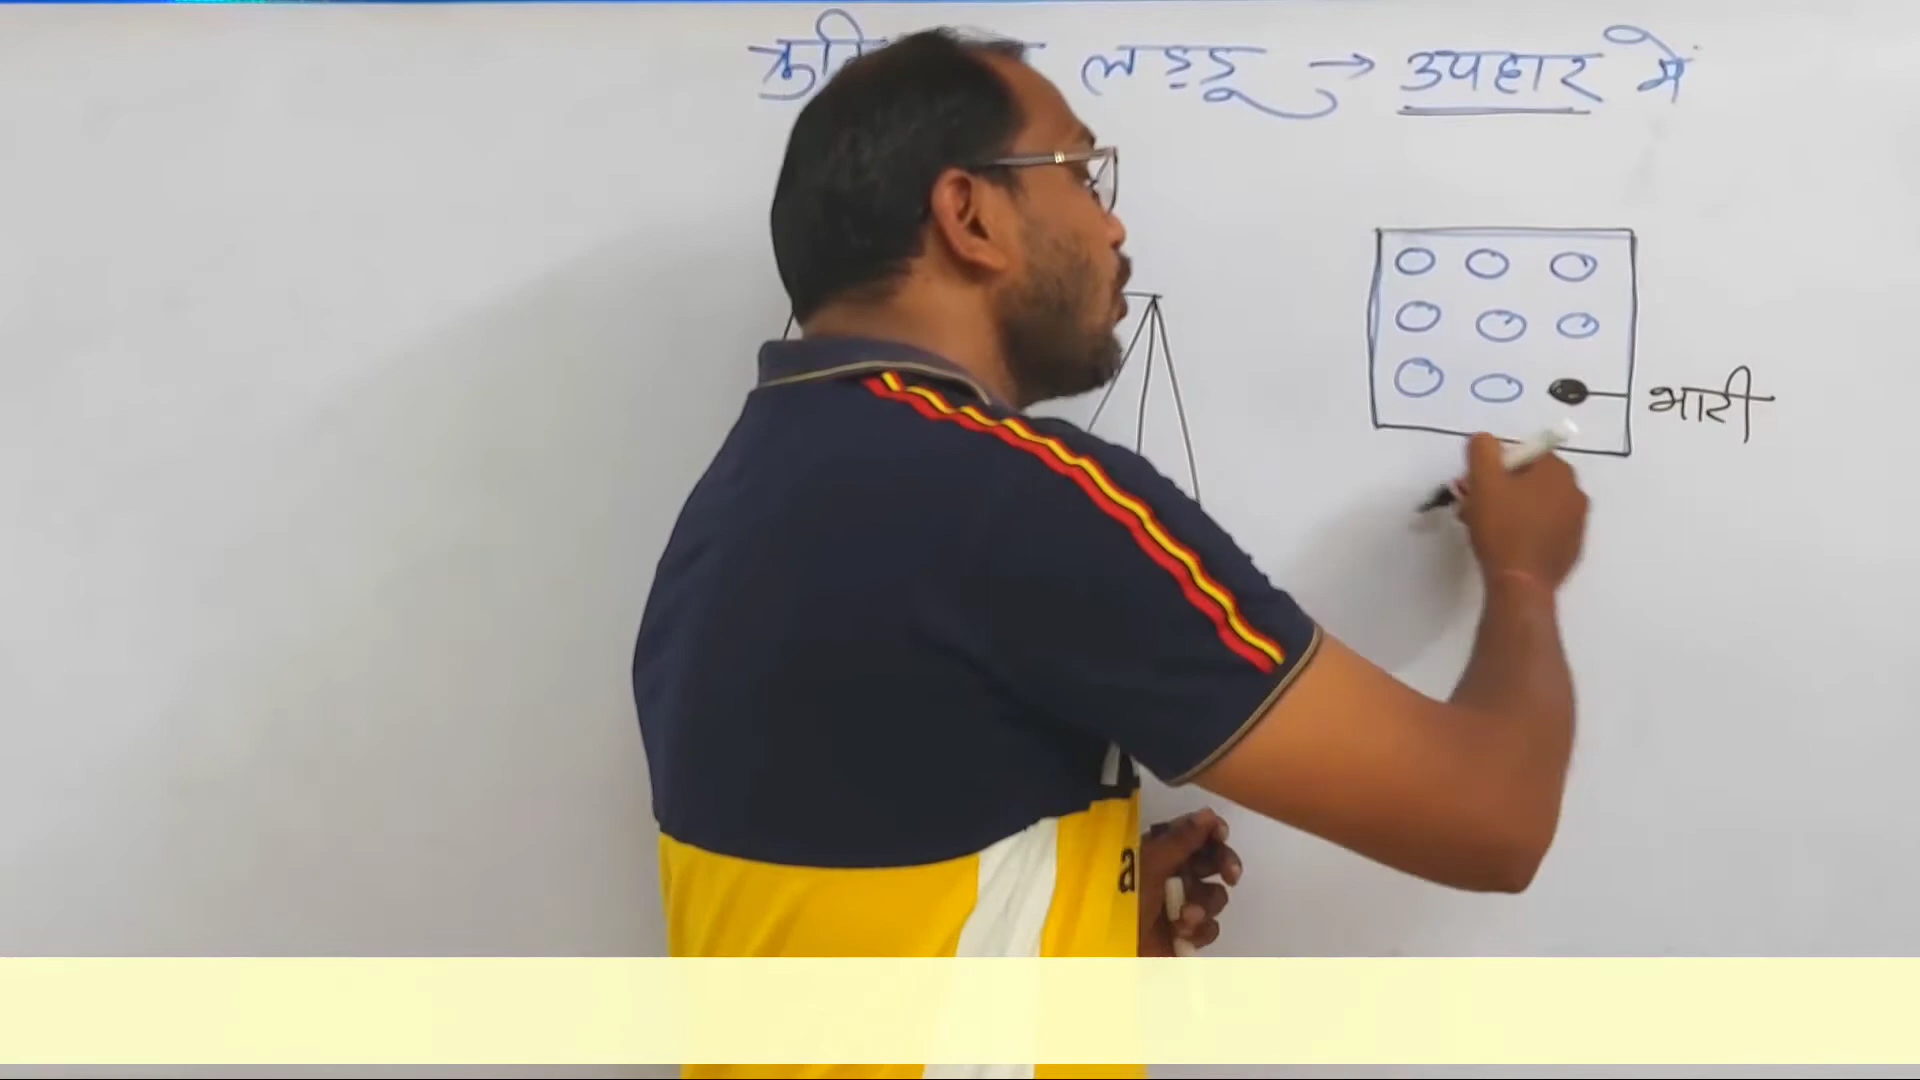 लड्डू → उपहार में
भारी
a